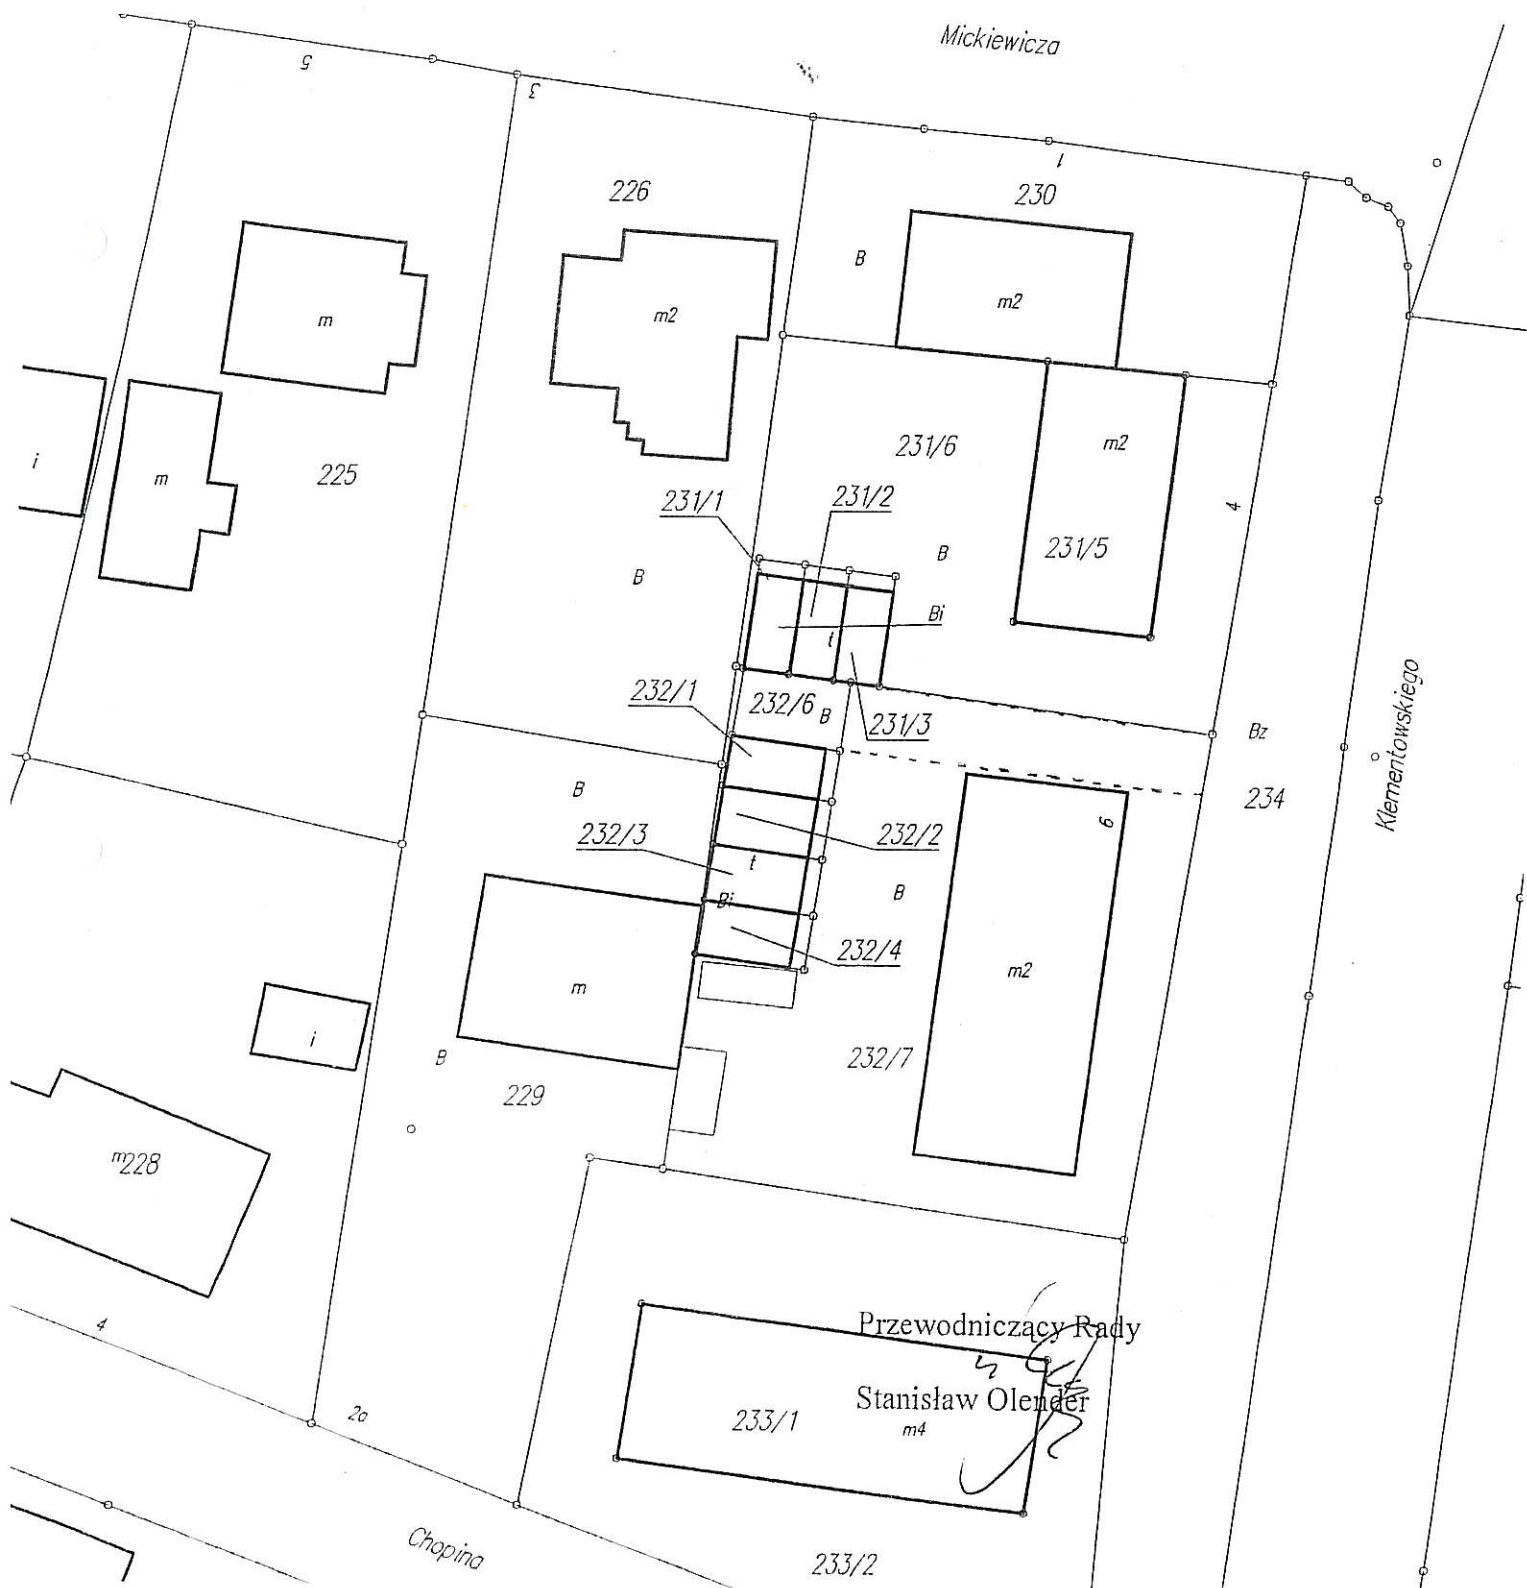 Mickiewicza
5
3
1
226
230
B
m
m2
m2
231/6
m2
i
m
225
231/1
231/2
4
B
231/5
B
Bi
t
232/1
232/6
B
231/3
Bz
Klementowskiego
234
B
6
232/3
232/2
t
Bi
B
232/4
m
m2
i
B
232/7
229
m
228
Przewodniczący Rady
4
Stanisław Olender
2a
233/1
m4
Chopina
233/2